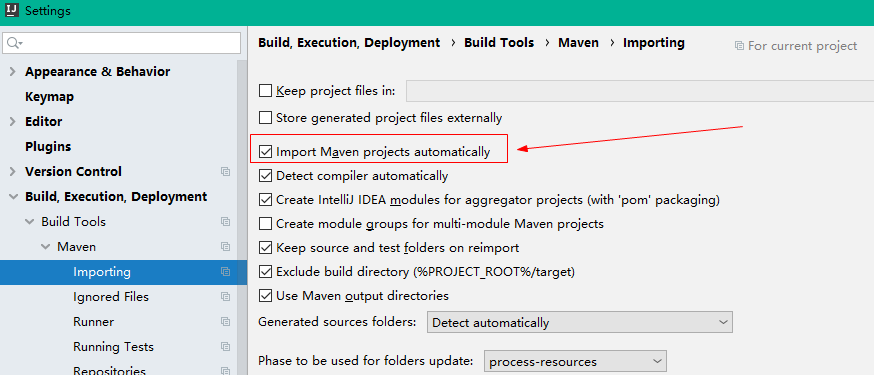 Settings
Appearance & Behavior
Keymap
Editor
Plugins
Version Control
Build, Execution, Deployment
Build Tools
Maven
Importing
Ignored Files
Runner
Running Tests
Repositories
Build, Execution, Deployment › Build Tools › Maven › Importing
For current project
Keep project files in:
Store generated project files externally
Import Maven projects automatically
Detect compiler automatically
Create IntelliJ IDEA modules for aggregator projects (with 'pom' packaging)
Create module groups for multi-module Maven projects
Keep source and test folders on reimport
Exclude build directory (%PROJECT_ROOT%/target)
Use Maven output directories
Generated sources folders: Detect automatically
Phase to be used for folders update: process-resources